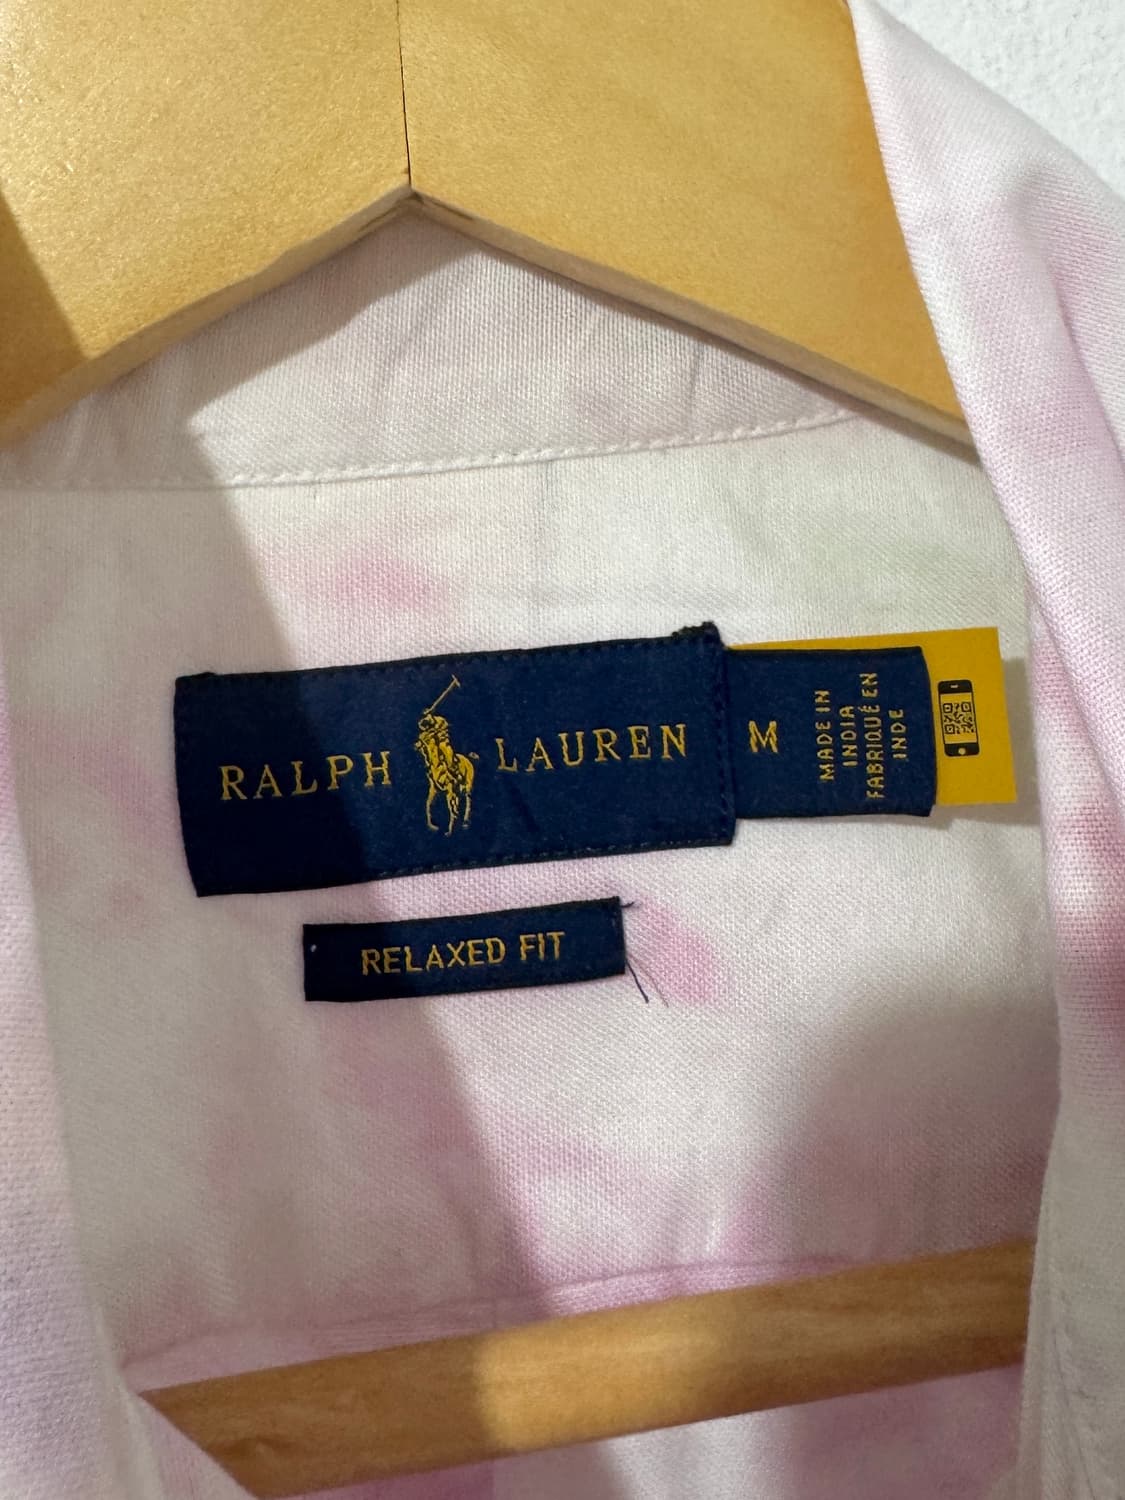 RALPH LAUREN
M
MADE IN
INDIA
FABRIQUÉ EN
INDE
RELAXED FIT